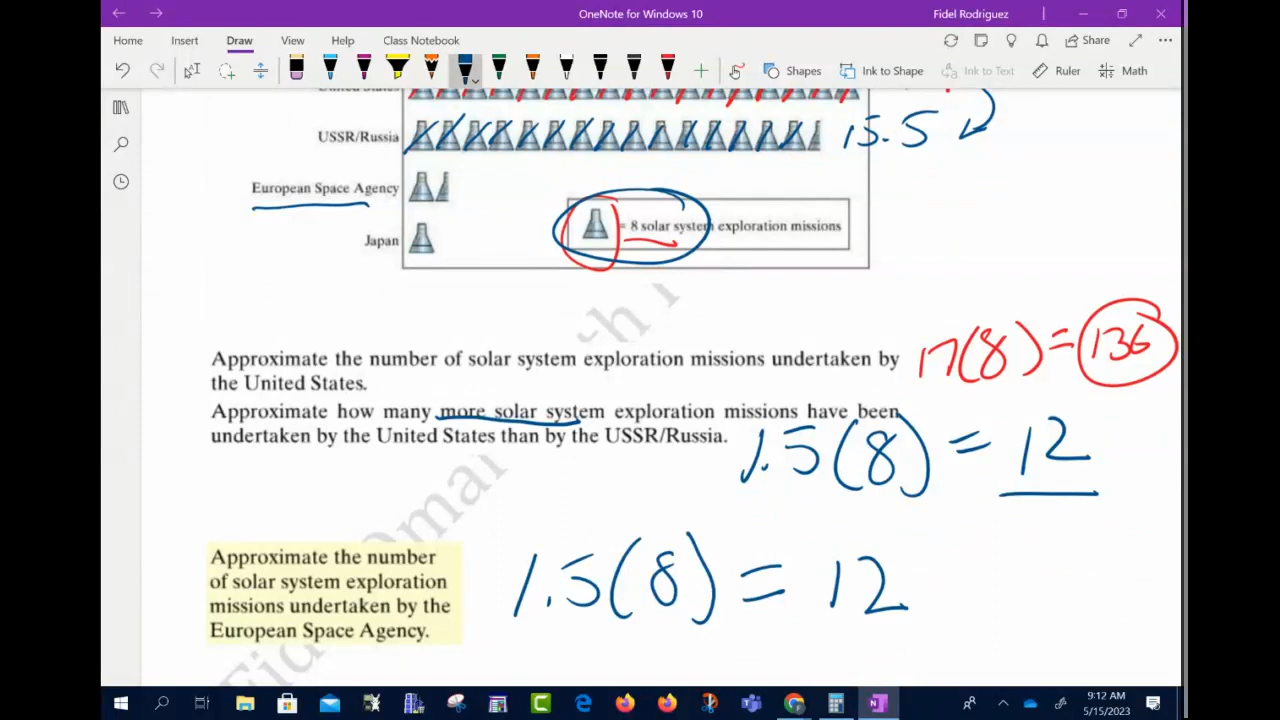 OneNote for Windows 10
Fidel Rodriguez
Home Insert Draw View Help Class Notebook
Share
Shapes Ink to Shape Ink to Text Ruler Math
United States
USSR/Russia
15.5
European Space Agency
= 8 solar system exploration missions
Japan
Approximate the number of solar system exploration missions undertaken by
the United States.
17(8) = 136
Approximate how many more solar system exploration missions have been
undertaken by the United States than by the USSR/Russia.
1.5(8) = 12
Approximate the number
of solar system exploration
missions undertaken by the
European Space Agency.
1.5(8) = 12
9:12 AM
5/15/2023